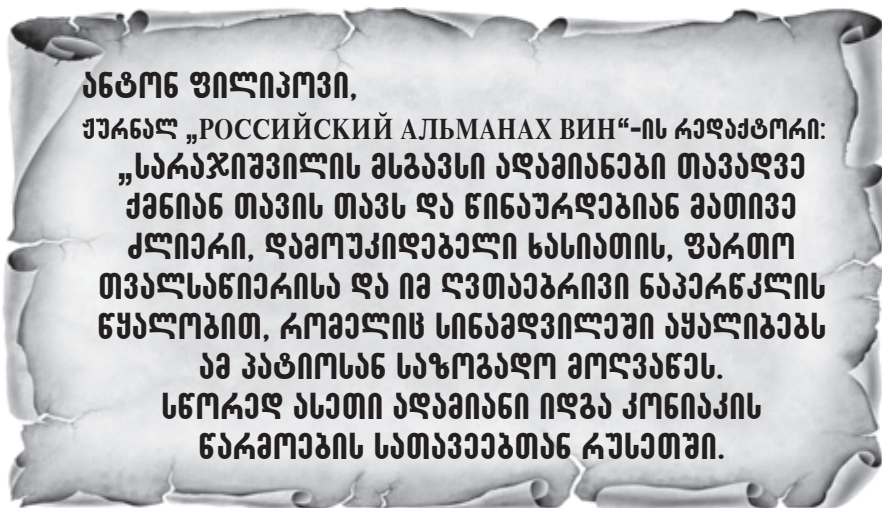 ანტონ ფილიპოვი,
ჟურნალ „РОССИЙСКИЙ АЛЬМАНАХ ВИН“-ის რედაქტორი:
„სარაჯიშვილის მსგავსი ადამიანები თავადვე
ქმნიან თავის თავს და წინაურდებიან მათივე
ძლიერი, დამოუკიდებელი ხასიათის, ფართო
თვალსაწიერისა და იმ ღვთაებრივი ნაპერწკლის
წყალობით, რომელიც სინამდვილეში აყალიბებს
ამ პატიოსან საზოგადო მოღვაწეს.
სწორედ ასეთი ადამიანი იდგა კონიაკის
წარმოების სათავეებთან რუსეთში.